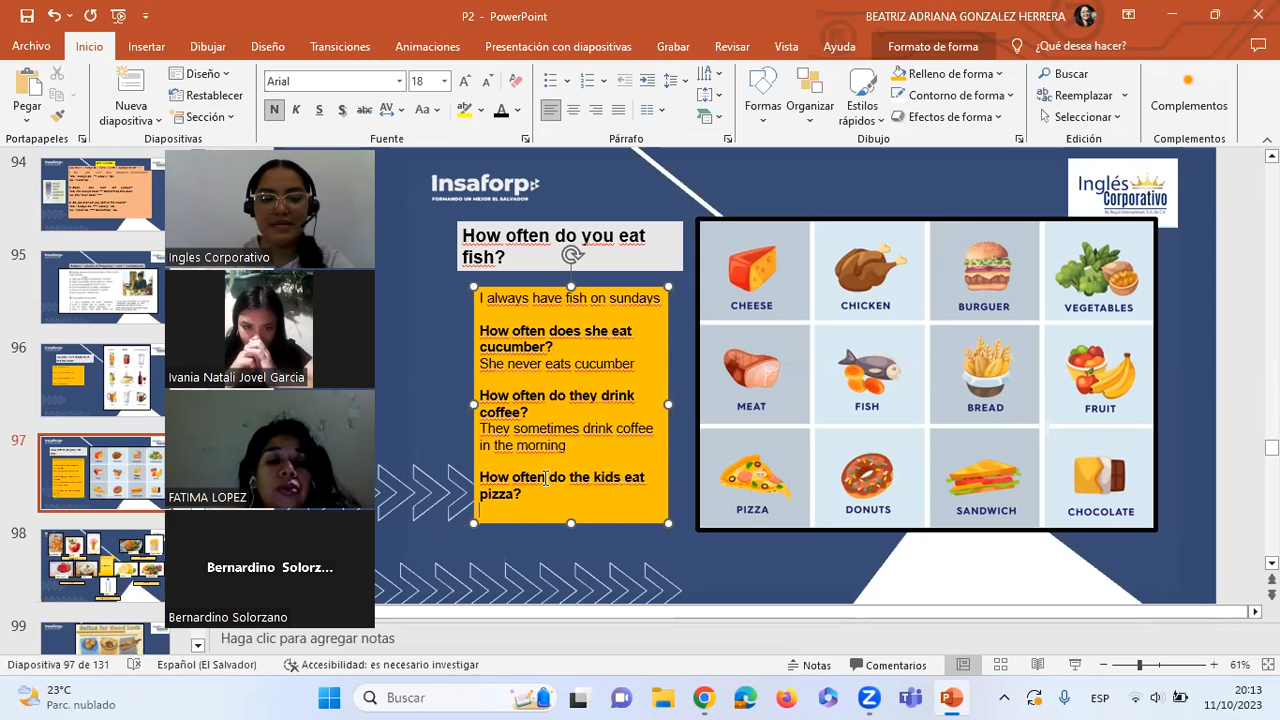 P2 - PowerPoint
BEATRIZ ADRIANA GONZALEZ HERRERA
Archivo
Inicio
Insertar
Dibujar
Diseño
Transiciones
Animaciones
Presentación con diapositivas
Grabar
Revisar
Vista
Ayuda
Formato de forma
¿Qué desea hacer?
Pegar
Nueva
diapositiva
Diseño
Restablecer
Sección
Arial
18
N
K
S
S
abc
AV
Aa
A
Formas
Organizar
Estilos
rápidos
Relleno de forma
Contorno de forma
Efectos de forma
Buscar
Reemplazar
Seleccionar
Complementos
Portapapeles
Diapositivas
Fuente
Párrafo
Dibujo
Edición
Complementos
94
95
96
97
98
99
Ingles Corporativo
Ivania Natali Jovel Garcia
FATIMA LOPEZ
Bernardino Solorz...
Bernardino Solorzano
Insaforp
FORMANDO UN MEJOR EL SALVADOR
Inglés
Corporativo
By Regal International, S.A. de C.V
How often do you eat
fish?
I always have fish on sundays
How often does she eat
cucumber?
She never eats cucumber
How often do they drink
coffee?
They sometimes drink coffee
in the morning
How often do the kids eat
pizza?
CHEESE
CHICKEN
BURGUER
VEGETABLES
MEAT
FISH
BREAD
FRUIT
PIZZA
DONUTS
SANDWICH
CHOCOLATE
Haga clic para agregar notas
Diapositiva 97 de 131
Español (El Salvador)
Accesibilidad: es necesario investigar
Notas
Comentarios
61%
23°C
Parc. nublado
Buscar
ESP
20:13
11/10/2023